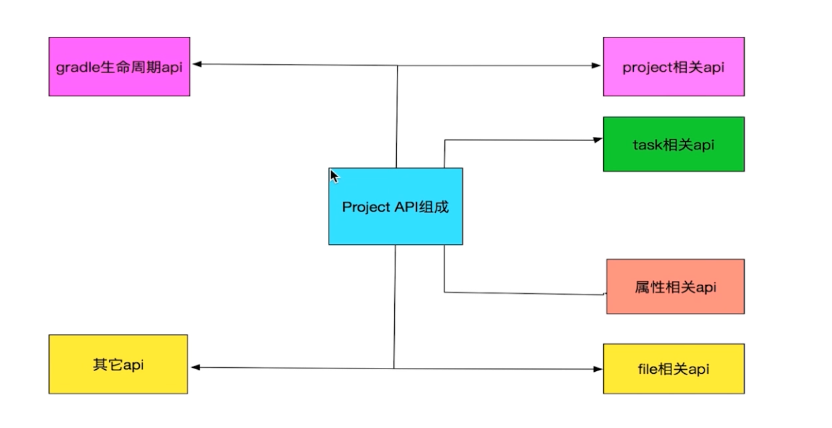 gradle生命周期api
project相关api
task相关api
Project API组成
属性相关api
其它api
file相关api